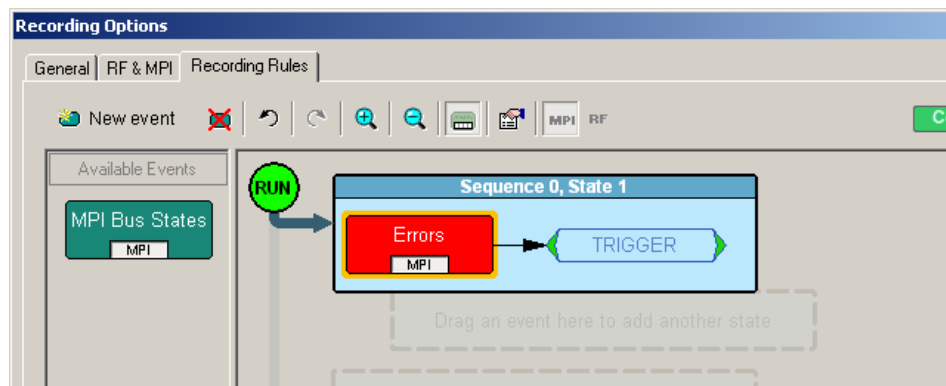 Recording Options
General RF & MPI Recording Rules
New event MPI RF
Available Events
MPI Bus States
MPI
RUN
Sequence 0, State 1
Errors
MPI
TRIGGER
Drag an event here to add another state